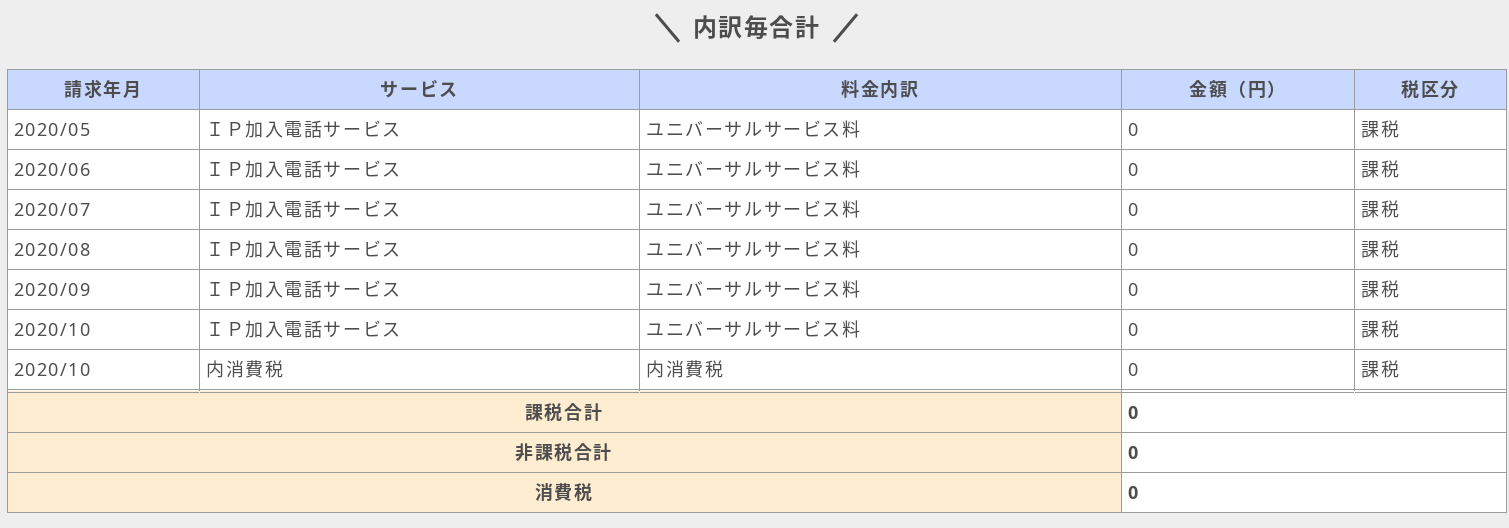 ＼ 内訳毎合計 ／
請求年月 サービス 料金内訳 金額（円） 税区分
2020/05 ＩＰ加入電話サービス ユニバーサルサービス料 0 課税
2020/06 ＩＰ加入電話サービス ユニバーサルサービス料 0 課税
2020/07 ＩＰ加入電話サービス ユニバーサルサービス料 0 課税
2020/08 ＩＰ加入電話サービス ユニバーサルサービス料 0 課税
2020/09 ＩＰ加入電話サービス ユニバーサルサービス料 0 課税
2020/10 ＩＰ加入電話サービス ユニバーサルサービス料 0 課税
2020/10 内消費税 内消費税 0 課税
課税合計 0
非課税合計 0
消費税 0